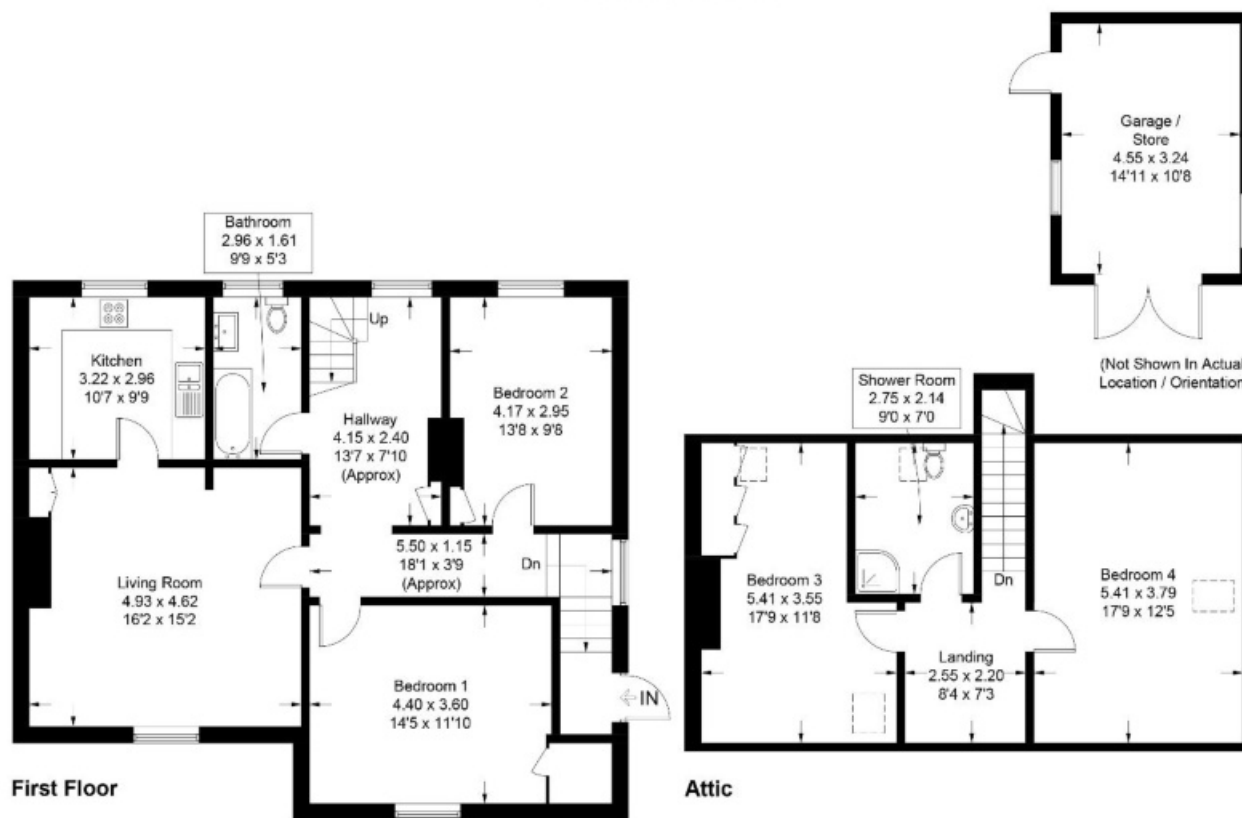 Garage /
Store
4.55 x 3.24
14'11 x 10'8
(Not Shown In Actual
Location / Orientation
Bathroom
2.96 x 1.61
9'9 x 5'3
Up
Kitchen
3.22 x 2.96
10'7 x 9'9
Hallway
4.15 x 2.40
13'7 x 7'10
(Approx)
Bedroom 2
4.17 x 2.95
13'8 x 9'8
5.50 x 1.15
18'1 x 3'9
(Approx)
Dn
Living Room
4.93 x 4.62
16'2 x 15'2
Bedroom 1
4.40 x 3.60
14'5 x 11'10
IN
First Floor
Shower Room
2.75 x 2.14
9'0 x 7'0
Bedroom 3
5.41 x 3.55
17'9 x 11'8
Dn
Landing
2.55 x 2.20
8'4 x 7'3
Bedroom 4
5.41 x 3.79
17'9 x 12'5
Attic